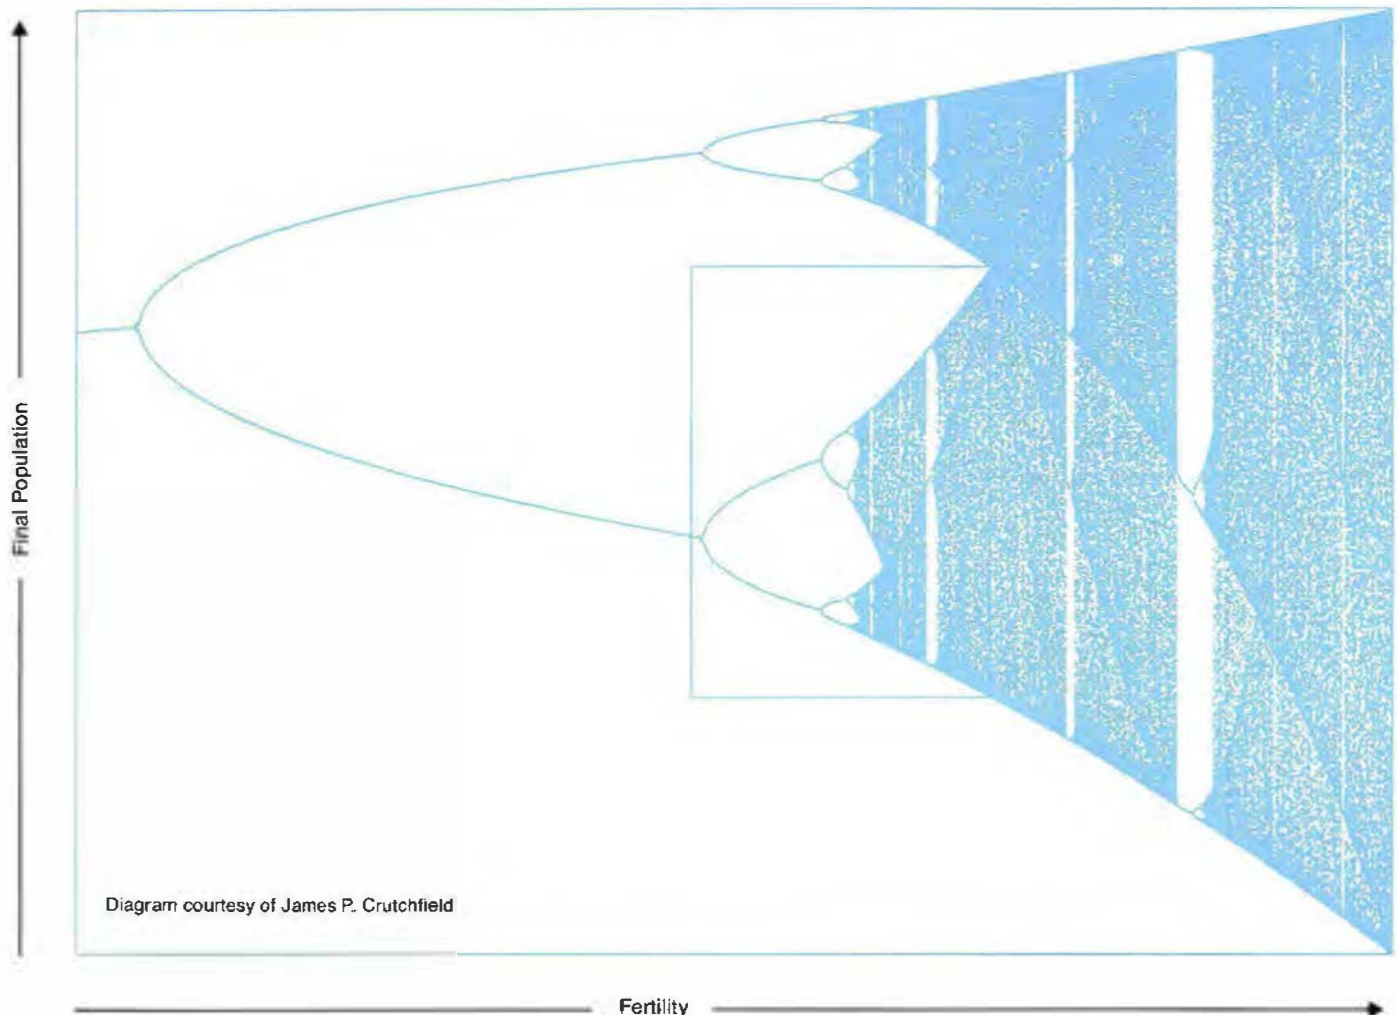 Final Population
Diagram courtesy of James P. Crutchfield
Fertility